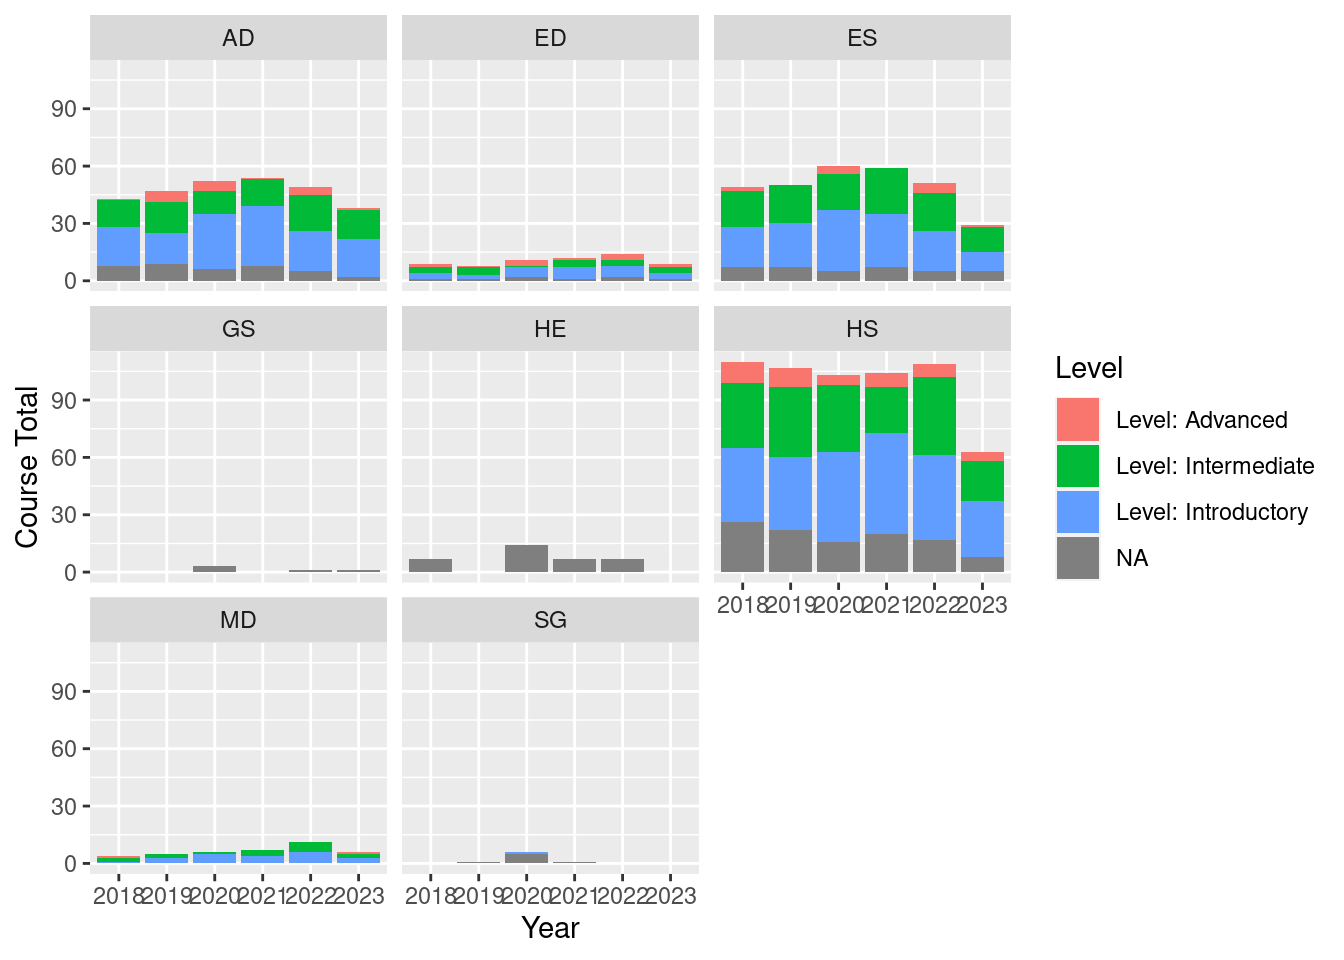 AD ED ES
90
60
30
0
GS HE HS
90
60
30
0
Course Total
Level
Level: Advanced
Level: Intermediate
Level: Introductory
NA
2018 2019 2020 2021 2022 2023
MD SG
90
60
30
0
2018 2019 2020 2021 2022 2023 2018 2019 2020 2021 2022 2023
Year